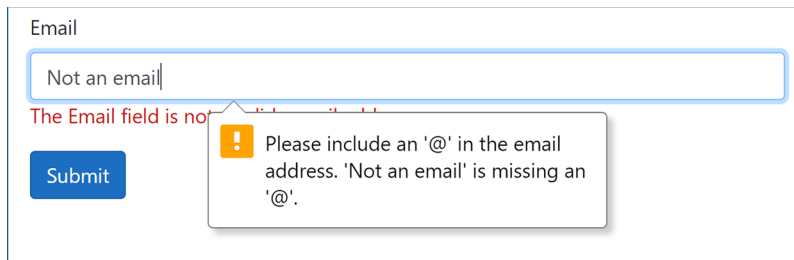 Email
Not an email
The Email field is not
Please include an '@' in the email
address. 'Not an email' is missing an
'@'.
Submit